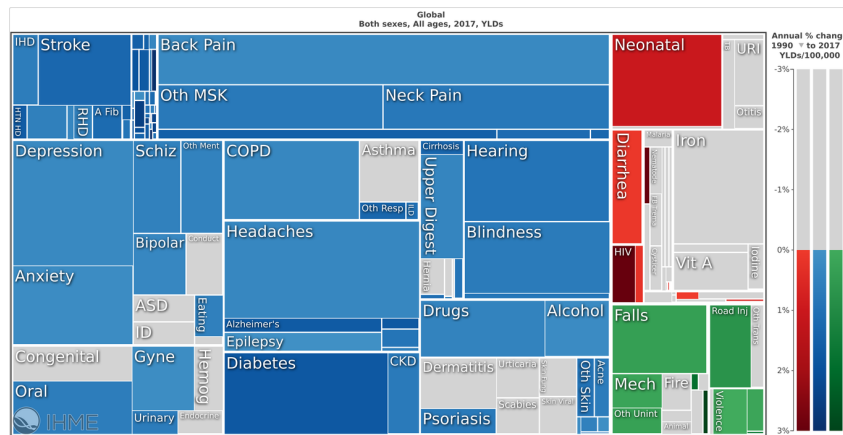 Global
Both sexes, All ages, 2017, YLDs
Annual % chang
1990 ▼ to 2017
YLDs/100,000
IHD
Stroke
HTN HD
RHD
A Fib
Back Pain
Oth MSK
Neck Pain
Neonatal
URI
Otitis
Depression
Schiz
Oth Ment
COPD
Asthma
Oth Resp
ILD
Cirrhosis
Upper Digest
Hernia
Hearing
Blindness
Diarrhea
Malaria
Iron
HIV
Vit A
Iodine
Bipolar
Conduct
Anxiety
ASD
ID
Eating
Headaches
Alzheimer's
Epilepsy
Drugs
Alcohol
Falls
Road Inj
Congenital
Gyne
Hemog
Oral
Urinary
Endocrine
Diabetes
CKD
Dermatitis
Urticaria
Scabies
Skin Viral
Oth Skin
Acne
Psoriasis
Mech
Fire
Oth Unint
Animal
Violence
IHME
-3%
-2%
-1%
0%
1%
2%
3%